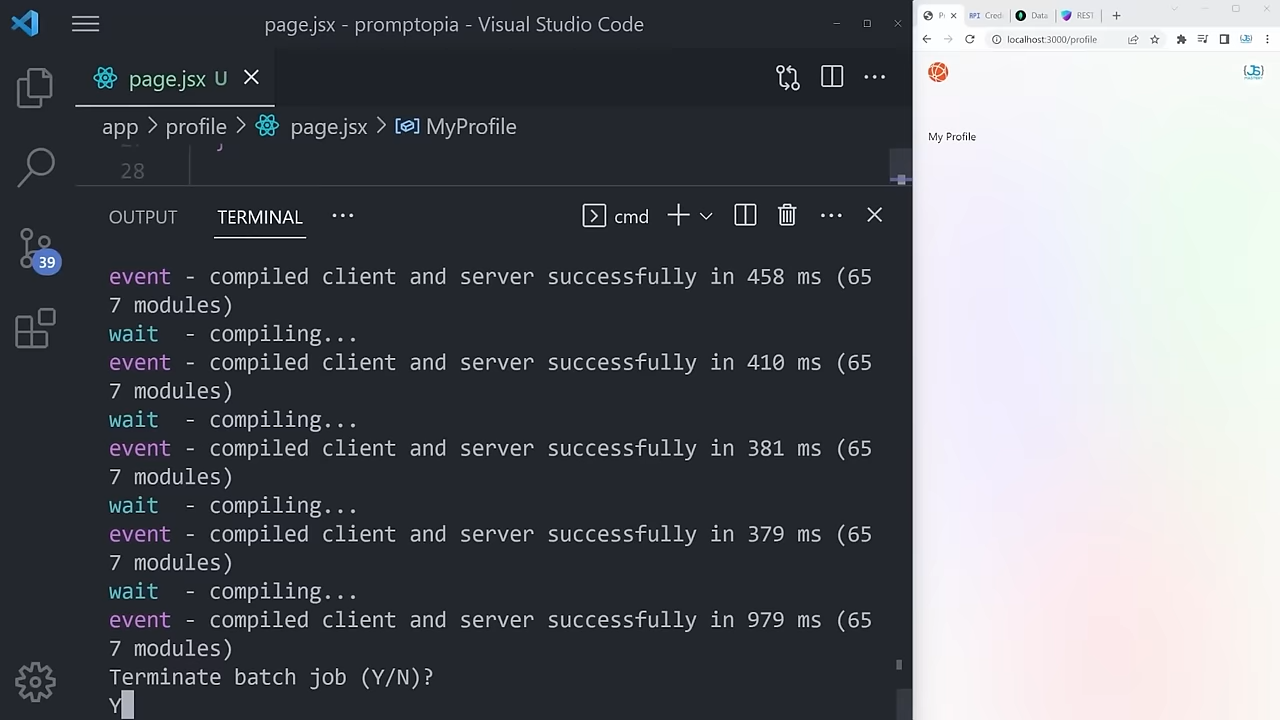 page.jsx - promptopia - Visual Studio Code
page.jsx U
app > profile > page.jsx > MyProfile
28
OUTPUT TERMINAL ··· cmd
event - compiled client and server successfully in 458 ms (65
7 modules)
wait - compiling...
event - compiled client and server successfully in 410 ms (65
7 modules)
wait - compiling...
event - compiled client and server successfully in 381 ms (65
7 modules)
wait - compiling...
event - compiled client and server successfully in 379 ms (65
7 modules)
wait - compiling...
event - compiled client and server successfully in 979 ms (65
7 modules)
Terminate batch job (Y/N)?
Y
39
Cred Data REST
localhost:3000/profile
JS
My Profile